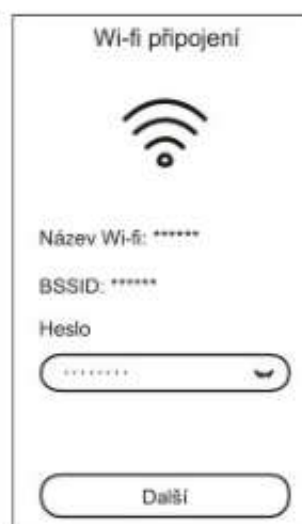 Wi-fi připojení
Název Wi-fi: ******
BSSID: ******
Heslo
········
Další